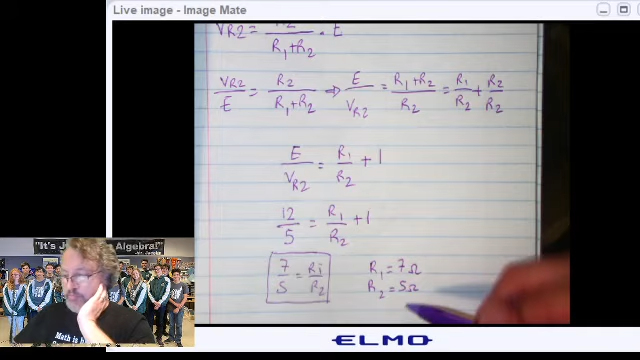 Live image - Image Mate
VR2 = R2/(R1+R2) · E
VR2/E = R2/(R1+R2) ⇒ E/VR2 = (R1+R2)/R2 = R1/R2 + R2/R2
E/VR2 = R1/R2 + 1
12/5 = R1/R2 + 1
7/5 = R1/R2
R1 = 7Ω
R2 = 5Ω
"It's Algebra!"
Math is
ELMO